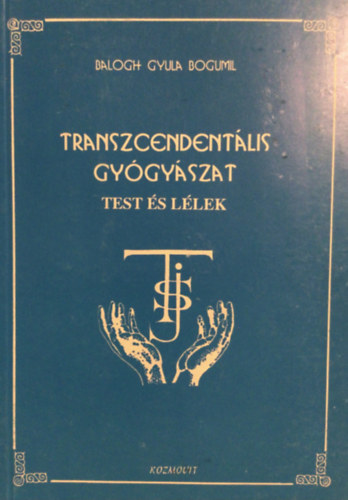 BALOGH GYULA BOGUMIL
TRANSZCENDENTÁLIS
GYÓGYÁSZAT
TEST ÉS LÉLEK
KOZMOVIT